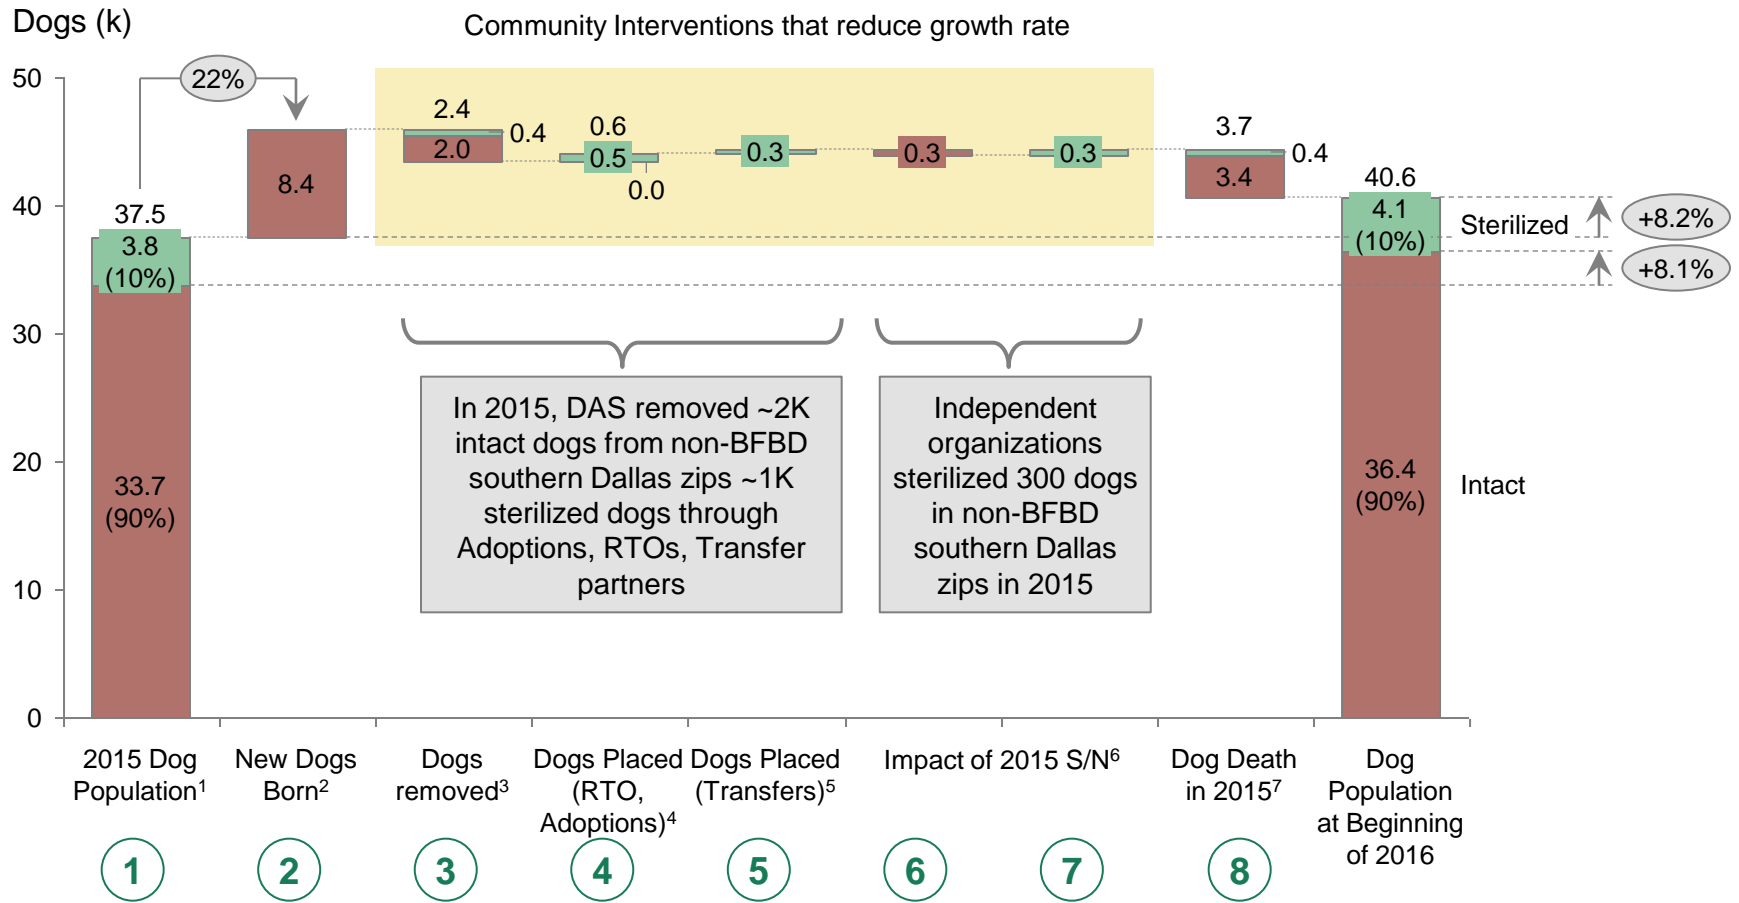 Dogs (k)
Community Interventions that reduce growth rate
50
40
30
20
10
0
22%
37.5
3.8
(10%)
33.7
(90%)
8.4
2.4
0.4
2.0
0.6
0.5
0.0
0.3
0.3
0.3
3.7
0.4
3.4
40.6
4.1
(10%)
36.4
(90%)
Sterilized
Intact
+8.2%
+8.1%
In 2015, DAS removed ~2K
intact dogs from non-BFBD
southern Dallas zips ~1K
sterilized dogs through
Adoptions, RTOs, Transfer
partners
Independent
organizations
sterilized 300 dogs
in non-BFBD
southern Dallas
zips in 2015
2015 Dog
Population¹
New Dogs
Born²
Dogs
removed³
Dogs Placed
(RTO,
Adoptions)⁴
Dogs Placed
(Transfers)⁵
Impact of 2015 S/N⁶
Dog Death
in 2015⁷
Dog
Population
at Beginning
of 2016
1
2
3
4
5
6
7
8